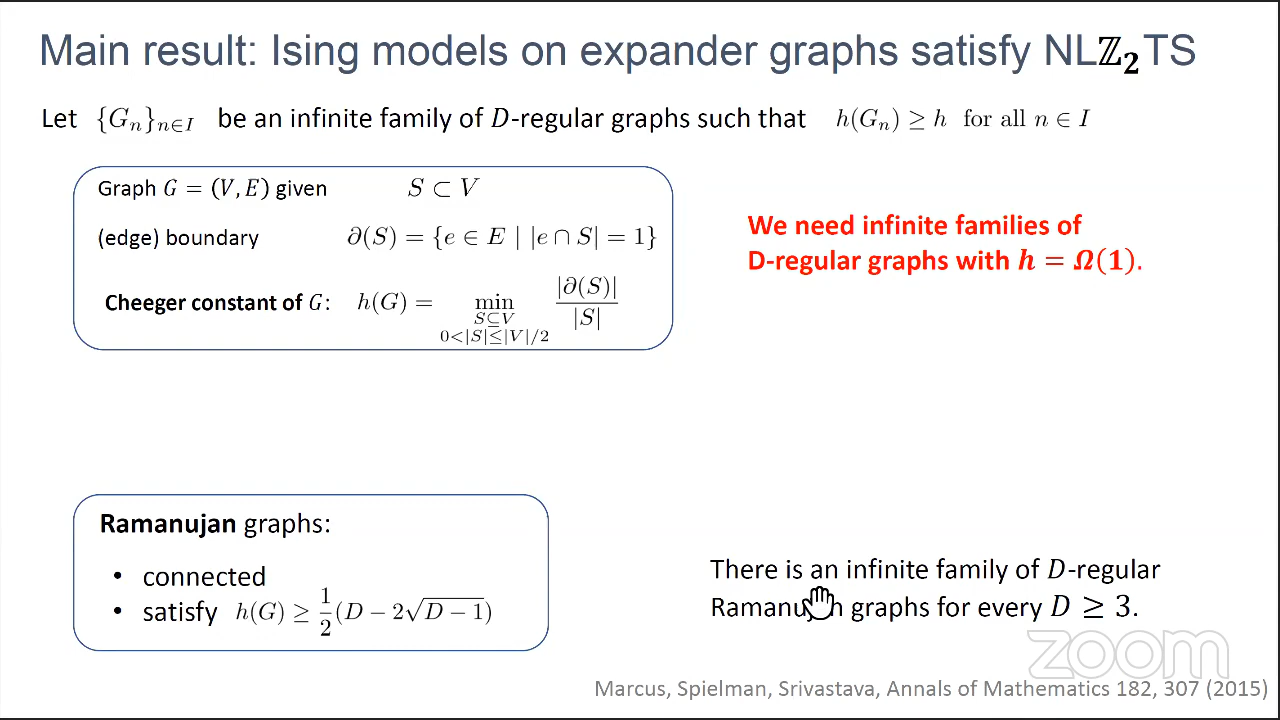 Main result: Ising models on expander graphs satisfy NLℤ₂TS
Let {Gₙ}ₙ∈I be an infinite family of D-regular graphs such that h(Gₙ) ≥ h for all n ∈ I
Graph G = (V, E) given S ⊂ V
(edge) boundary ∂(S) = {e ∈ E | |e ∩ S| = 1}
Cheeger constant of G: h(G) = min S⊆V 0<|S|≤|V|/2 |∂(S)| / |S|
We need infinite families of
D-regular graphs with h = Ω(1).
Ramanujan graphs:
• connected
• satisfy h(G) ≥ 1/2 (D − 2√(D − 1))
There is an infinite family of D-regular
Ramanujan graphs for every D ≥ 3.
zoom
Marcus, Spielman, Srivastava, Annals of Mathematics 182, 307 (2015)